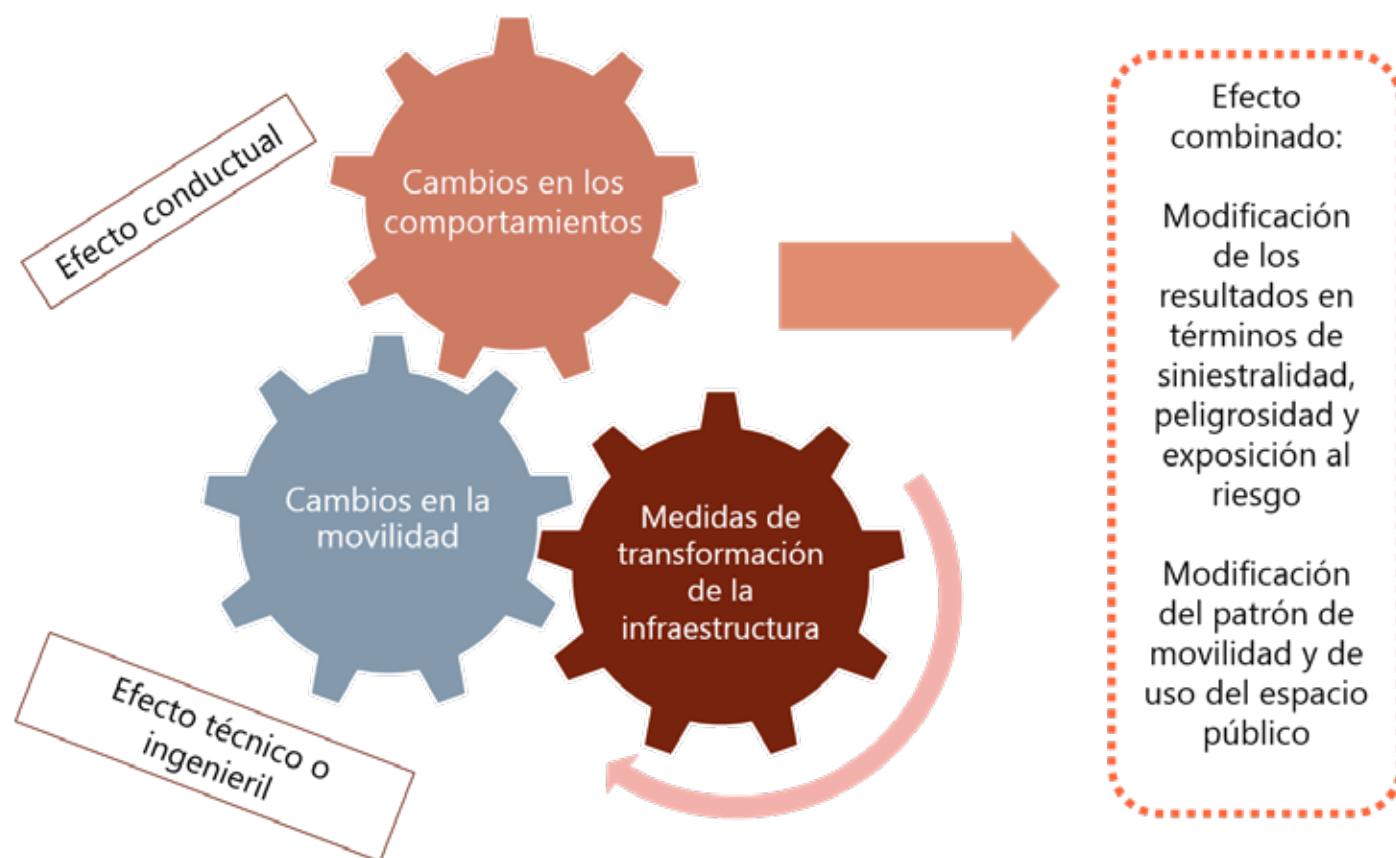 Efecto conductual
Cambios en los
comportamientos
Cambios en la
movilidad
Medidas de
transformación
de la
infraestructura
Efecto técnico o
ingenieril
Efecto
combinado:
Modificación
de los
resultados en
términos de
siniestralidad,
peligrosidad y
exposición al
riesgo
Modificación
del patrón de
movilidad y de
uso del espacio
público